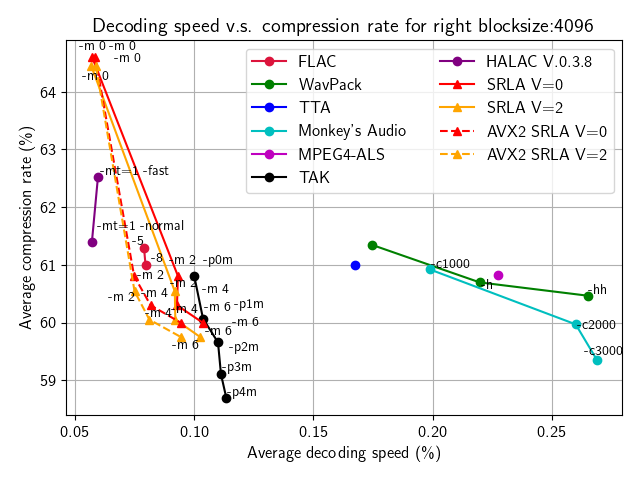 Decoding speed v.s. compression rate for right blocksize:4096
Average compression rate (%)
64
63
62
61
60
59
0.05
0.10
0.15
0.20
0.25
Average decoding speed (%)
FLAC
WavPack
TTA
Monkey's Audio
MPEG4-ALS
TAK
HALAC V.0.3.8
SRLA V=0
SRLA V=2
AVX2 SRLA V=0
AVX2 SRLA V=2
-m 0
-m 0
-m 0
-m 0
-mt=1 -fast
-mt=1 -normal
-5
-8
-m 2
-p0m
-m 2
-m 2
-m 2
-m 4
-m 4
-m 4
-m 4
-m 6
-p1m
-m 6
-m 6
-m 6
-p2m
-p3m
-p4m
-c1000
-h
-hh
-c2000
-c3000